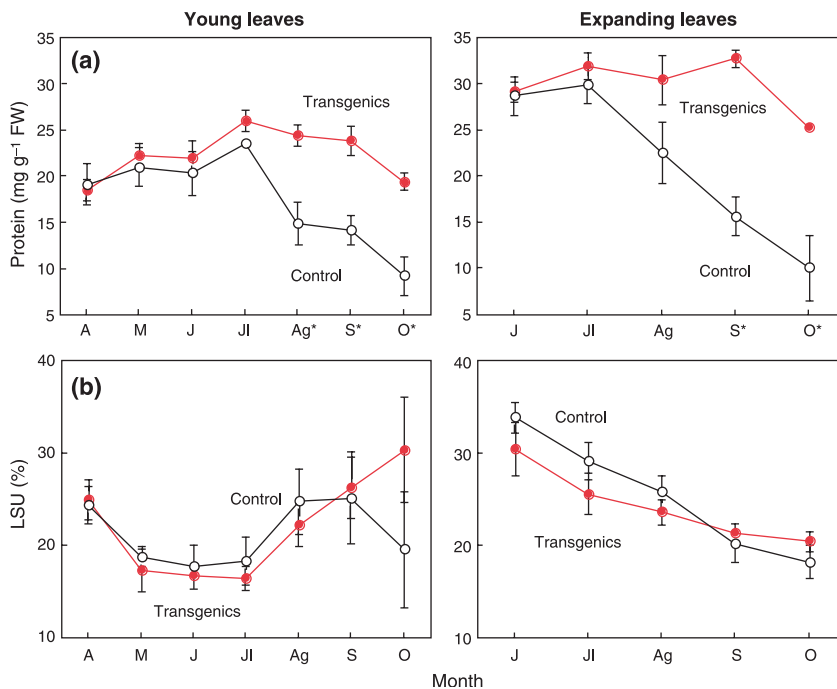 Young leaves
Expanding leaves
(a)
Protein (mg g⁻¹ FW)
35
30
25
20
15
10
5
Transgenics
Control
A M J Jl Ag* S* O*
35
30
25
20
15
10
5
Transgenics
Control
J Jl Ag S* O*
(b)
LSU (%)
40
30
20
10
Control
Transgenics
A M J Jl Ag S O
40
30
20
10
Control
Transgenics
J Jl Ag S O
Month